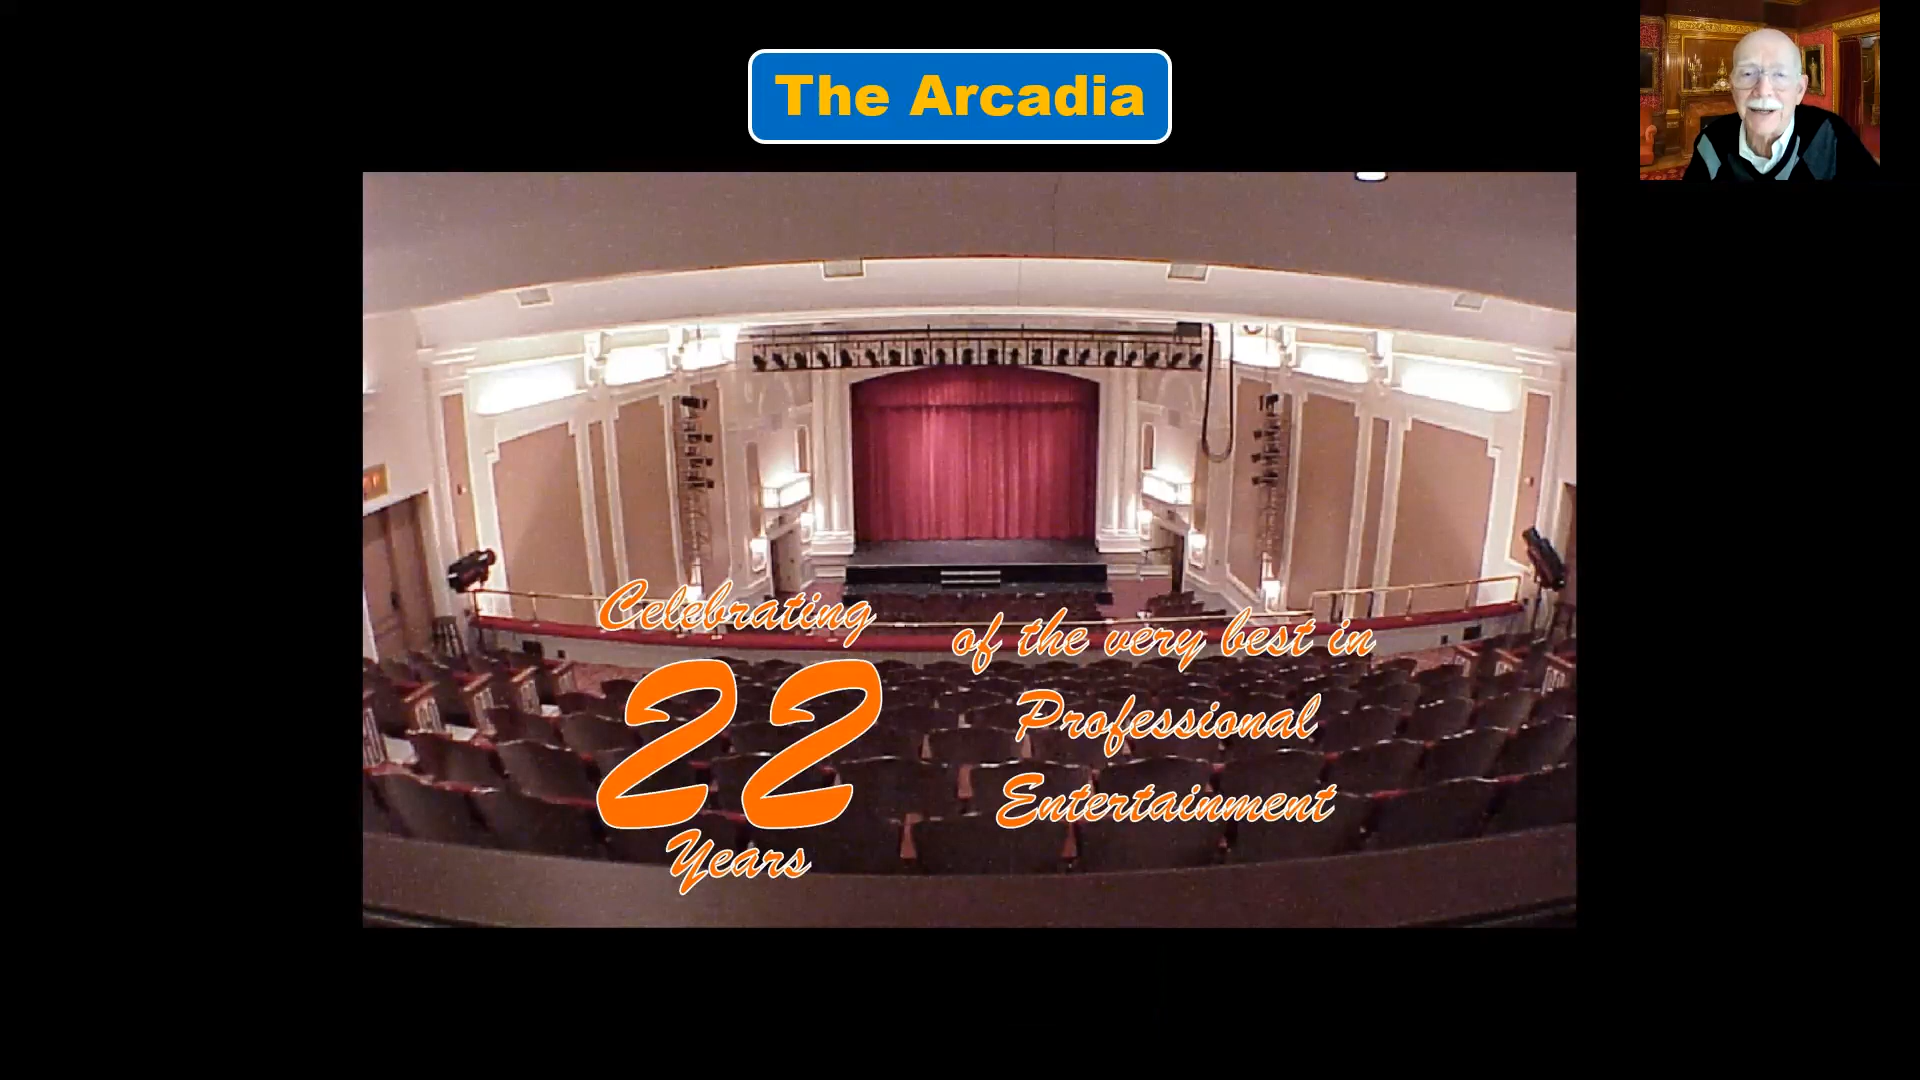 The Arcadia
Celebrating
22
Years
of the very best in
Professional
Entertainment